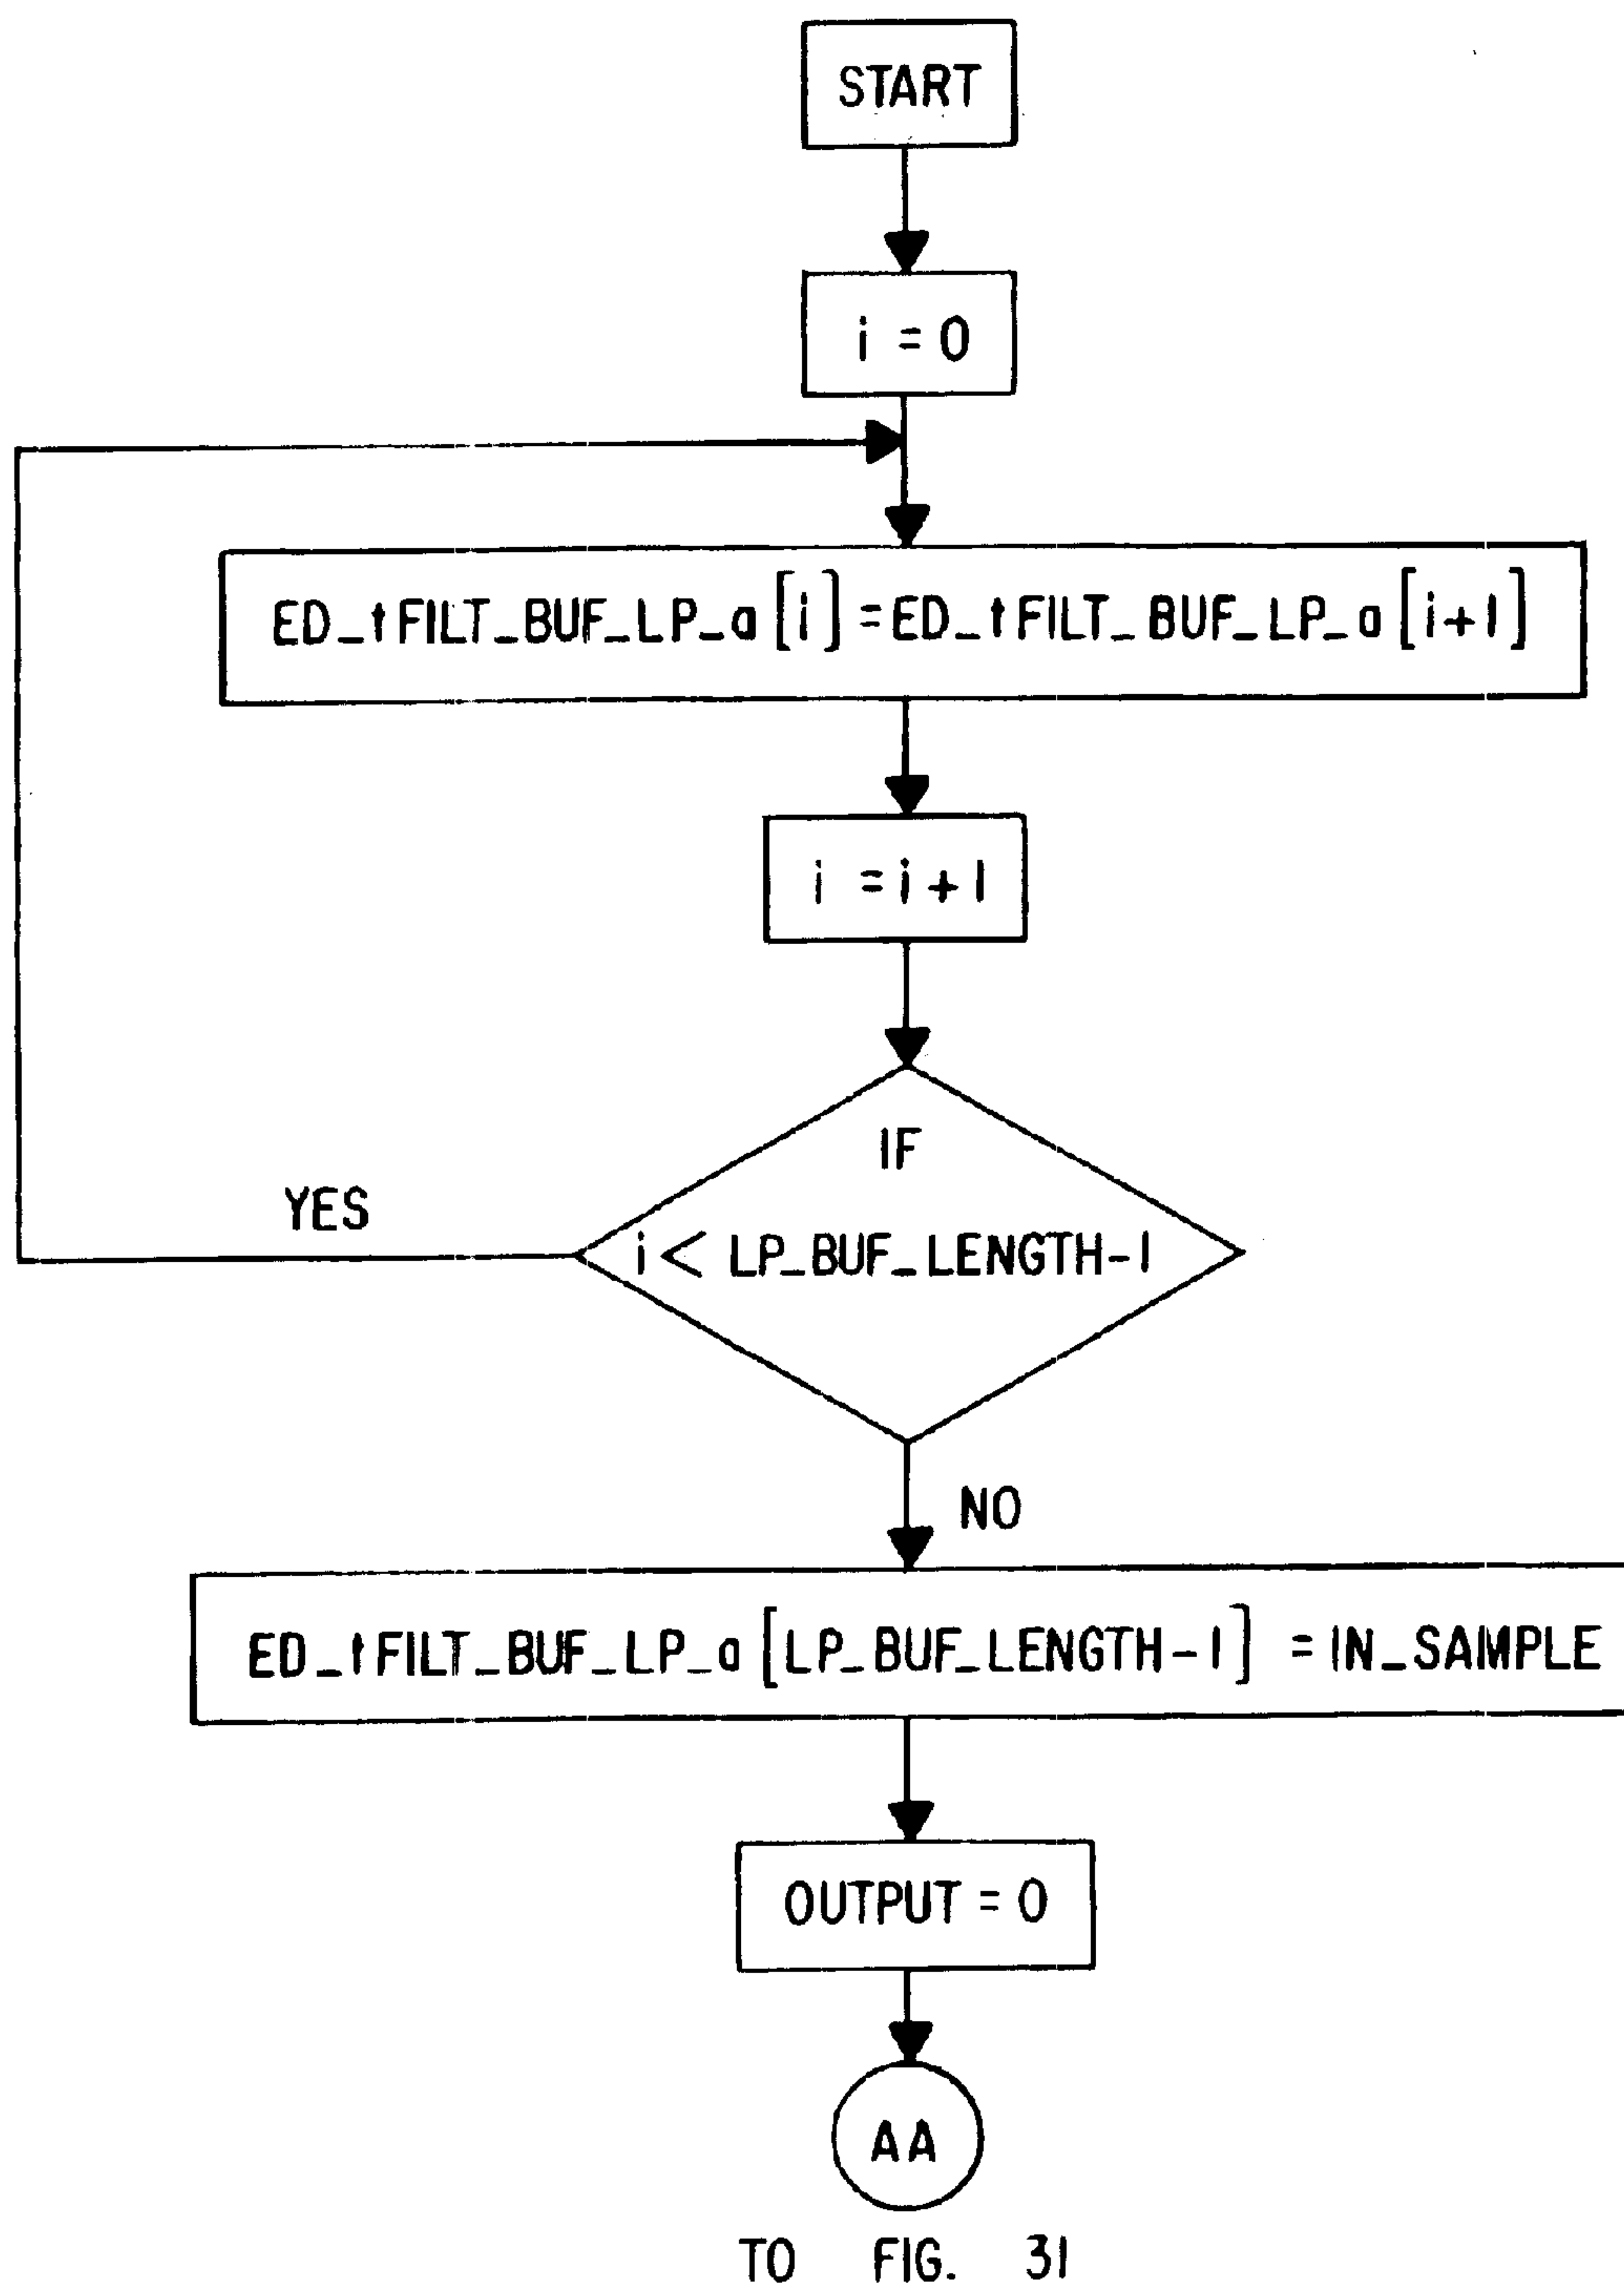 START
i = 0
ED_tFILT_BUF_LP_a[i] = ED_tFILT_BUF_LP_a[i+1]
i = i + 1
IF
YES
i < LP_BUF_LENGTH-1
NO
ED_tFILT_BUF_LP_a[LP_BUF_LENGTH-1] = IN_SAMPLE
OUTPUT = 0
AA
TO FIG. 31